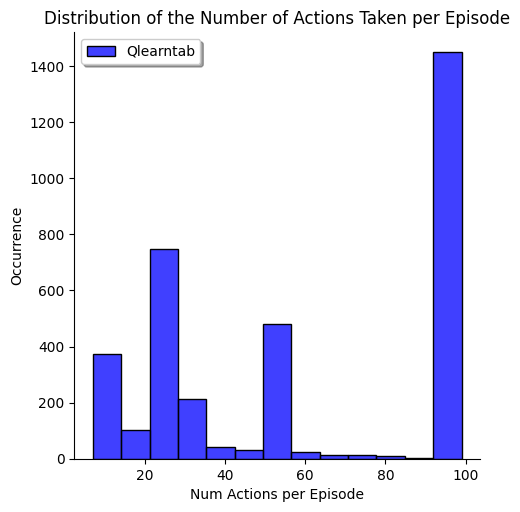 Distribution of the Number of Actions Taken per Episode
Qlearntab
1400
1200
1000
800
600
400
200
0
Occurrence
20 40 60 80 100
Num Actions per Episode